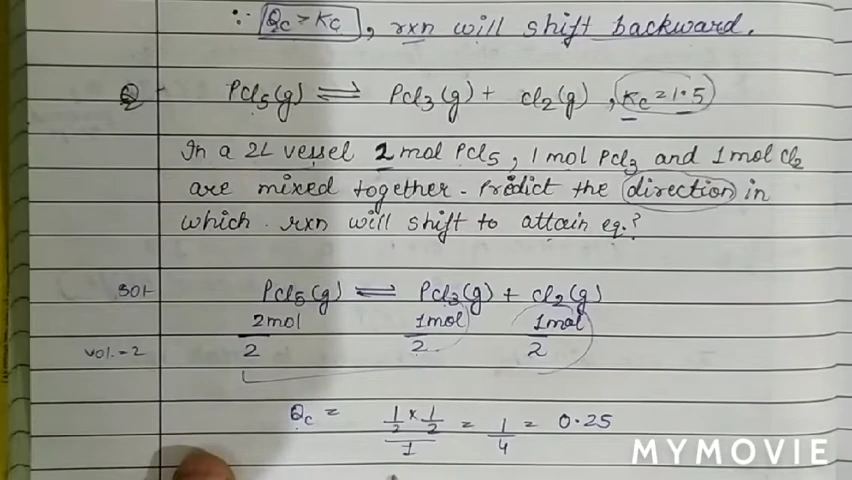 ∵ Qc > Kc, rxn will shift backward.
Q PCl5(g) ⇌ PCl3(g) + Cl2(g), Kc = 1.5
In a 2L vessel 2 mol PCl5, 1 mol PCl3 and 1 mol Cl2
are mixed together. Predict the direction in
which rxn will shift to attain eq.?
Sol- PCl5(g) ⇌ PCl3(g) + Cl2(g)
2mol 1mol 1mol
vol. = 2 2 2 2
Qc = 1/2 × 1/2 / 1 = 1/4 = 0.25
MYMOVIE